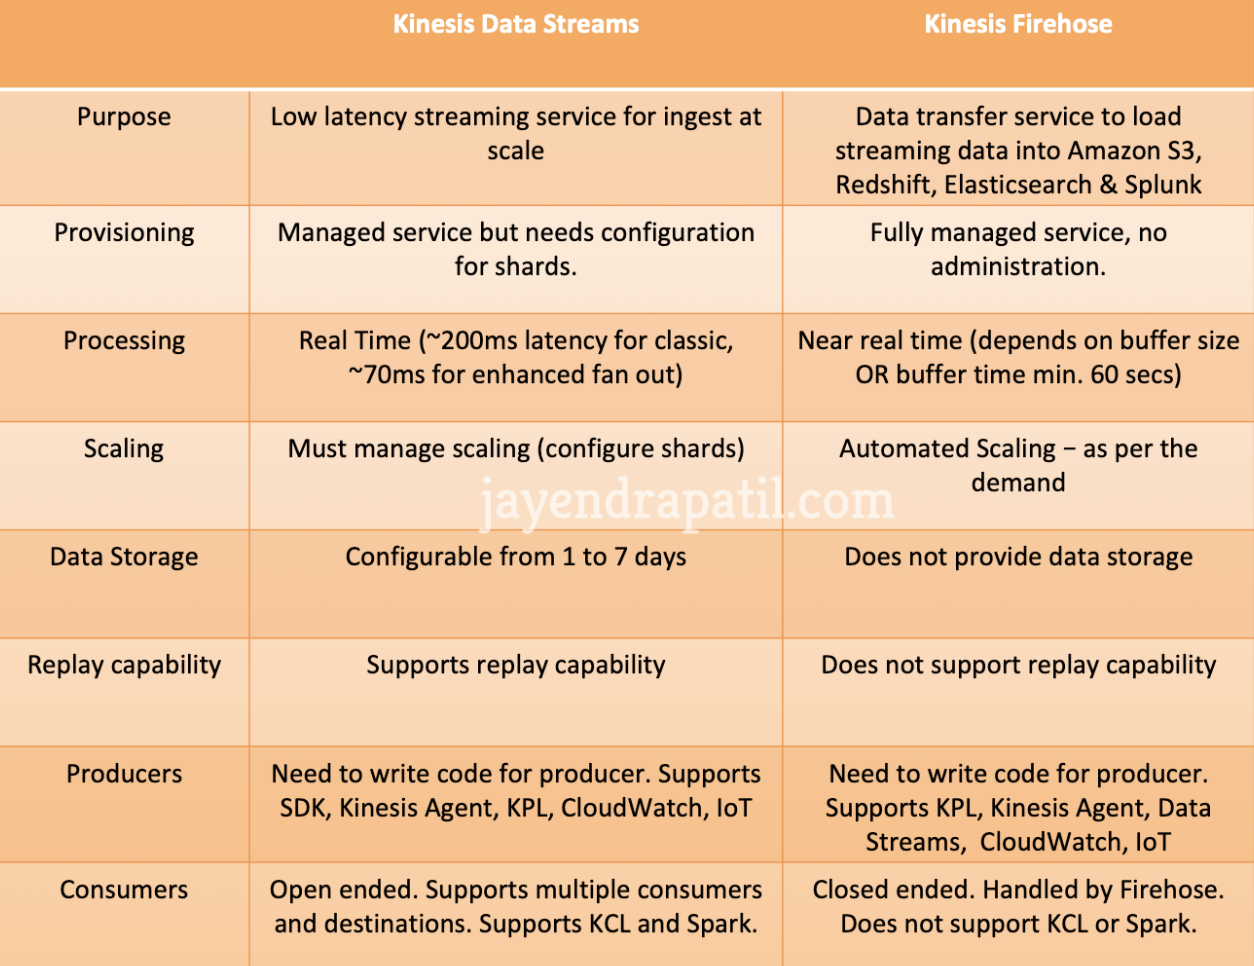 Kinesis Data Streams
Kinesis Firehose
Purpose
Low latency streaming service for ingest at
scale
Data transfer service to load
streaming data into Amazon S3,
Redshift, Elasticsearch & Splunk
Provisioning
Managed service but needs configuration
for shards.
Fully managed service, no
administration.
Processing
Real Time (~200ms latency for classic,
~70ms for enhanced fan out)
Near real time (depends on buffer size
OR buffer time min. 60 secs)
Scaling
Must manage scaling (configure shards)
Automated Scaling – as per the
demand
jayendrapatil.com
Data Storage
Configurable from 1 to 7 days
Does not provide data storage
Replay capability
Supports replay capability
Does not support replay capability
Producers
Need to write code for producer. Supports
SDK, Kinesis Agent, KPL, CloudWatch, IoT
Need to write code for producer.
Supports KPL, Kinesis Agent, Data
Streams,  CloudWatch, IoT
Consumers
Open ended. Supports multiple consumers
and destinations. Supports KCL and Spark.
Closed ended. Handled by Firehose.
Does not support KCL or Spark.